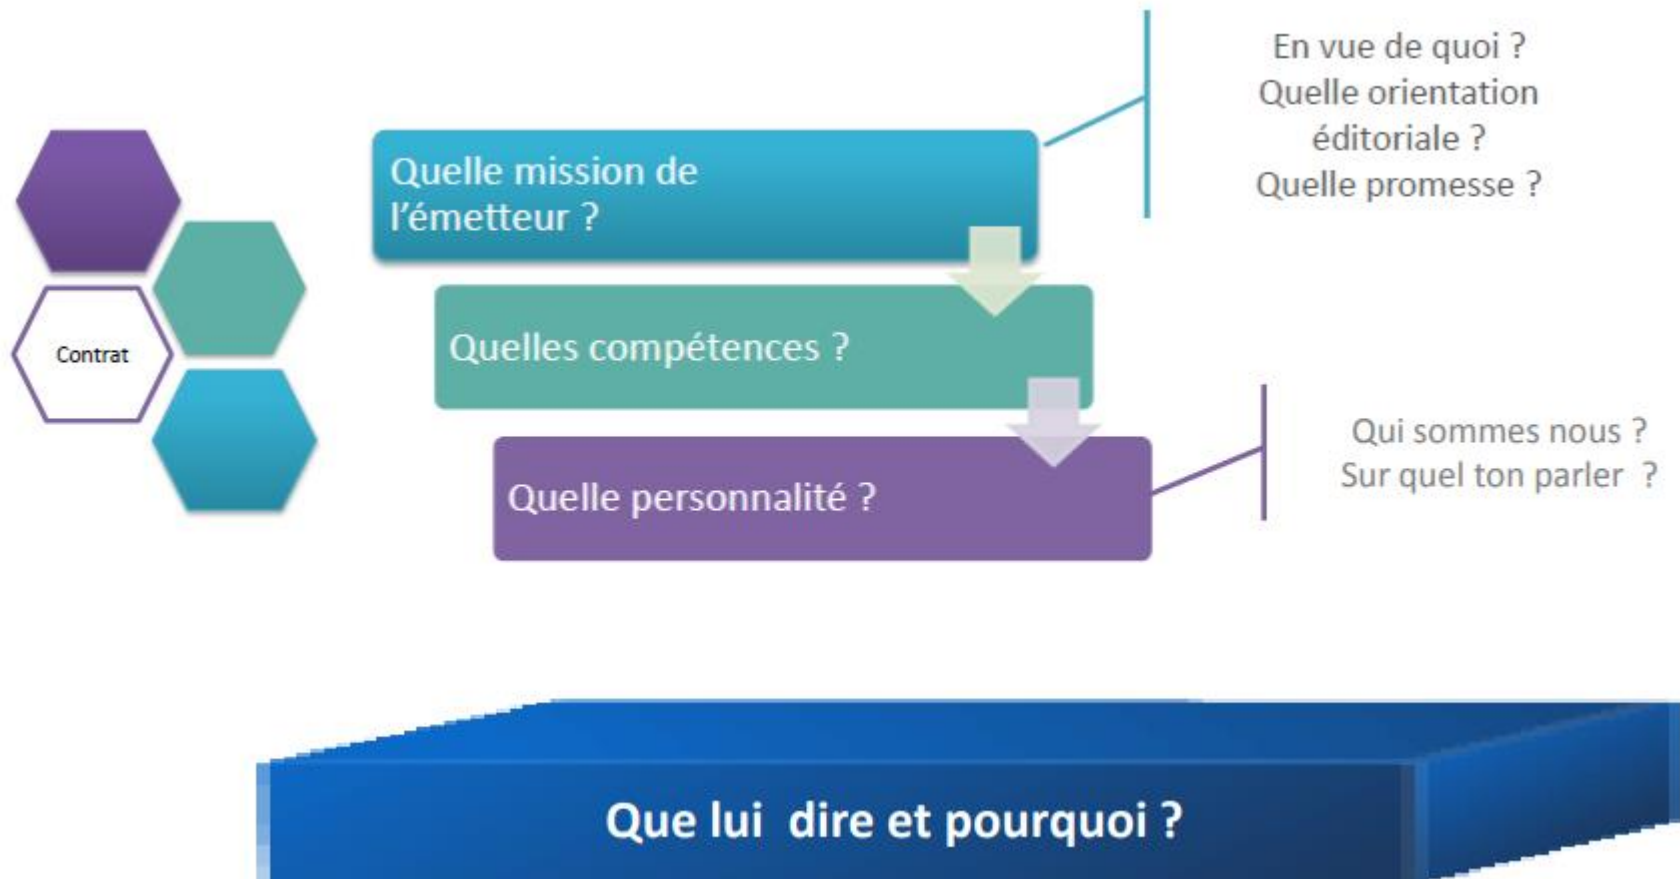 En vue de quoi ?
Quelle orientation
éditoriale ?
Quelle promesse ?
Quelle mission de
l'émetteur ?
Contrat
Quelles compétences ?
Quelle personnalité ?
Qui sommes nous ?
Sur quel ton parler  ?
Que lui  dire et pourquoi ?